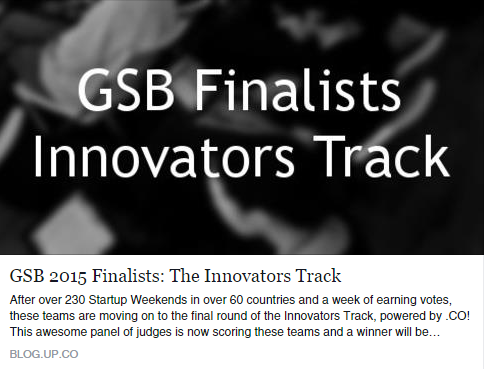 GSB Finalists
Innovators Track
GSB 2015 Finalists: The Innovators Track
After over 230 Startup Weekends in over 60 countries and a week of earning votes,
these teams are moving on to the final round of the Innovators Track, powered by .CO!
This awesome panel of judges is now scoring these teams and a winner will be…
BLOG.UP.CO